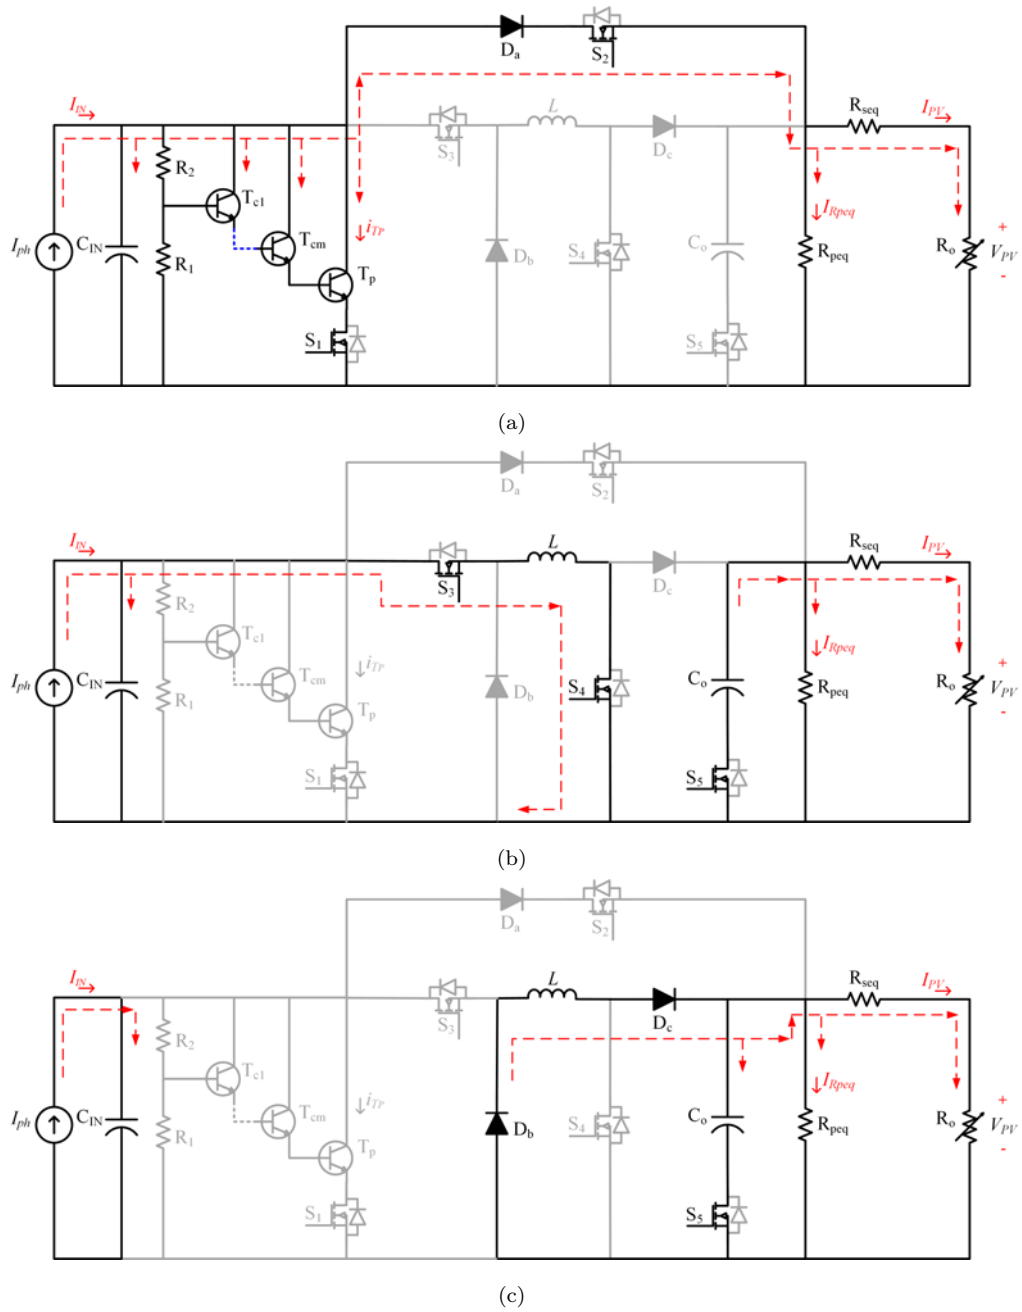 Da S2
IIN L Rseq IPV
R2 S3 Dc
Tc1
iTP IRpeq
Iph CIN R1 Tcm Db S4 Co Rpeq Ro + VPV -
Tp
S1 S5
(a)
Da S2
IIN L Rseq IPV
R2 S3 Dc
Tc1
iTP IRpeq
Iph CIN R1 Tcm Db S4 Co Rpeq Ro + VPV -
Tp
S1 S5
(b)
Da S2
IIN L Rseq IPV
R2 S3 Dc
Tc1
iTP IRpeq
Iph CIN R1 Tcm Db S4 Co Rpeq Ro + VPV -
Tp
S1 S5
(c)